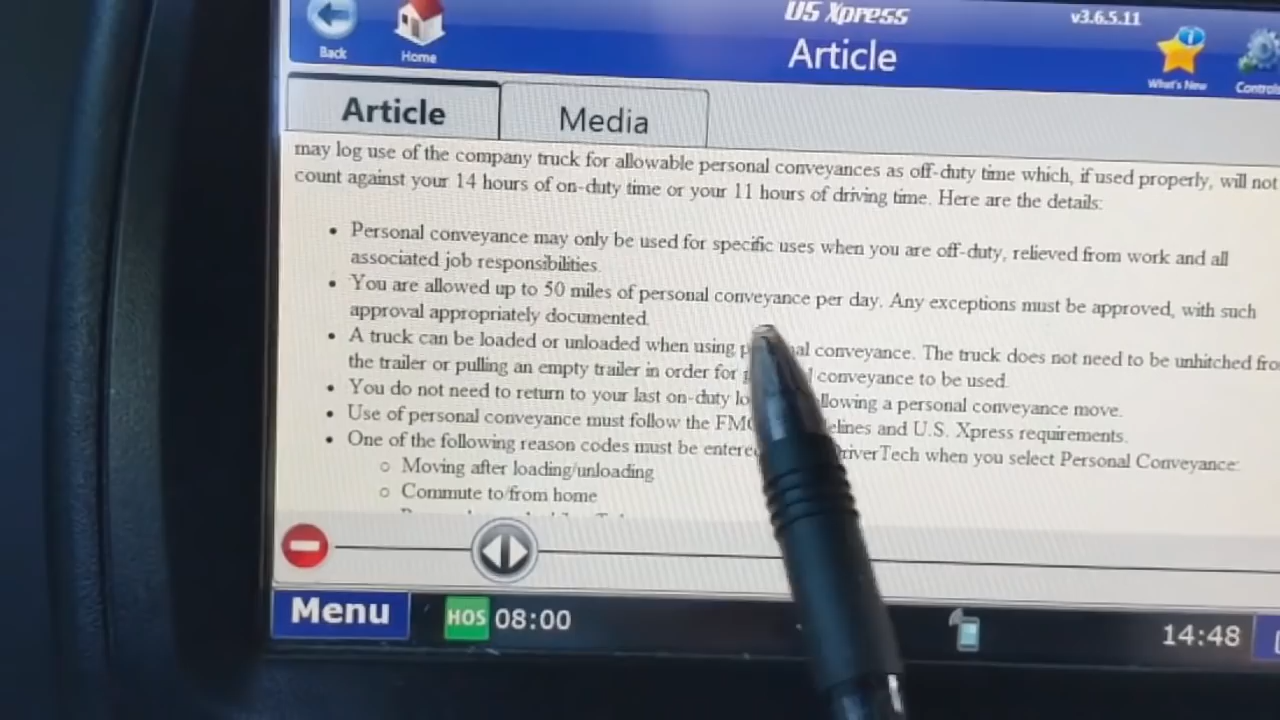 US Xpress
v3.6.5.11
Back
Home
Article
What's New
Controls
Article
Media
may log use of the company truck for allowable personal conveyances as off-duty time which, if used properly, will not
count against your 14 hours of on-duty time or your 11 hours of driving time. Here are the details:
• Personal conveyance may only be used for specific uses when you are off-duty, relieved from work and all
associated job responsibilities.
• You are allowed up to 50 miles of personal conveyance per day. Any exceptions must be approved, with such
approval appropriately documented.
• A truck can be loaded or unloaded when using conveyance. The truck does not need to be unhitched
the trailer or pulling an empty trailer in order for conveyance to be used.
• You do not need to return to your last on-duty following a personal conveyance move.
• Use of personal conveyance must follow the and U.S. Xpress requirements.
• One of the following reason codes must be entered DriverTech when you select Personal Conveyance:
o Moving after loading/unloading
o Commute to/from home
Menu
HOS 08:00
14:48